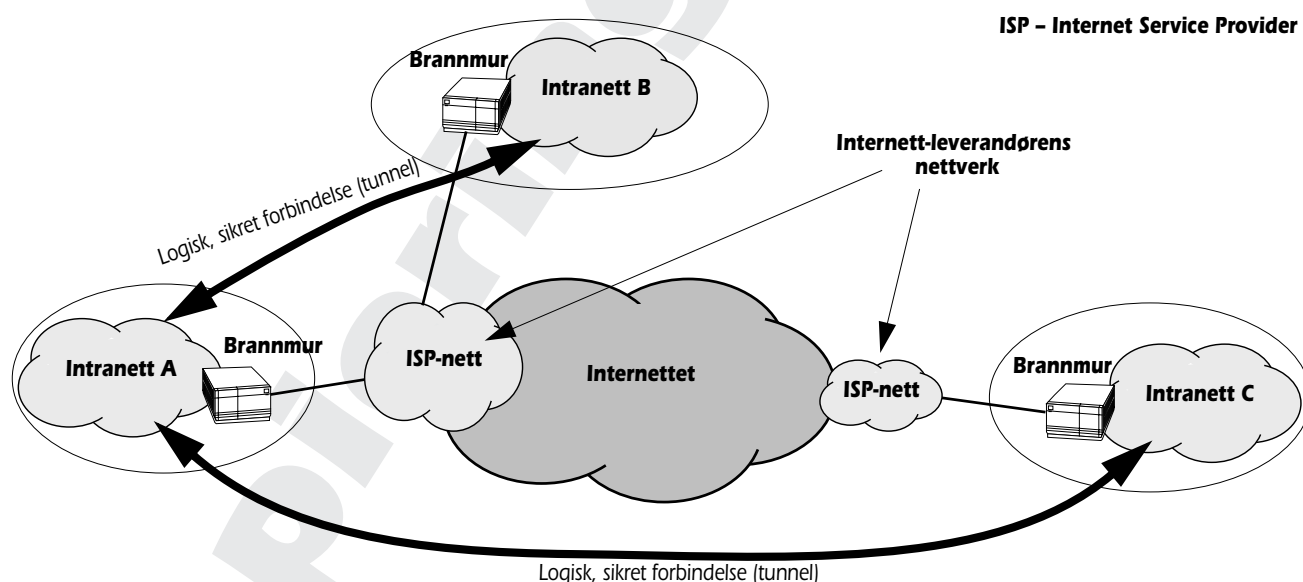 ISP – Internet Service Provider
Brannmur
Intranett B
Internett-leverandørens
nettverk
Logisk, sikret forbindelse (tunnel)
Intranett A
Brannmur
ISP-nett
Internettet
ISP-nett
Brannmur
Intranett C
Logisk, sikret forbindelse (tunnel)